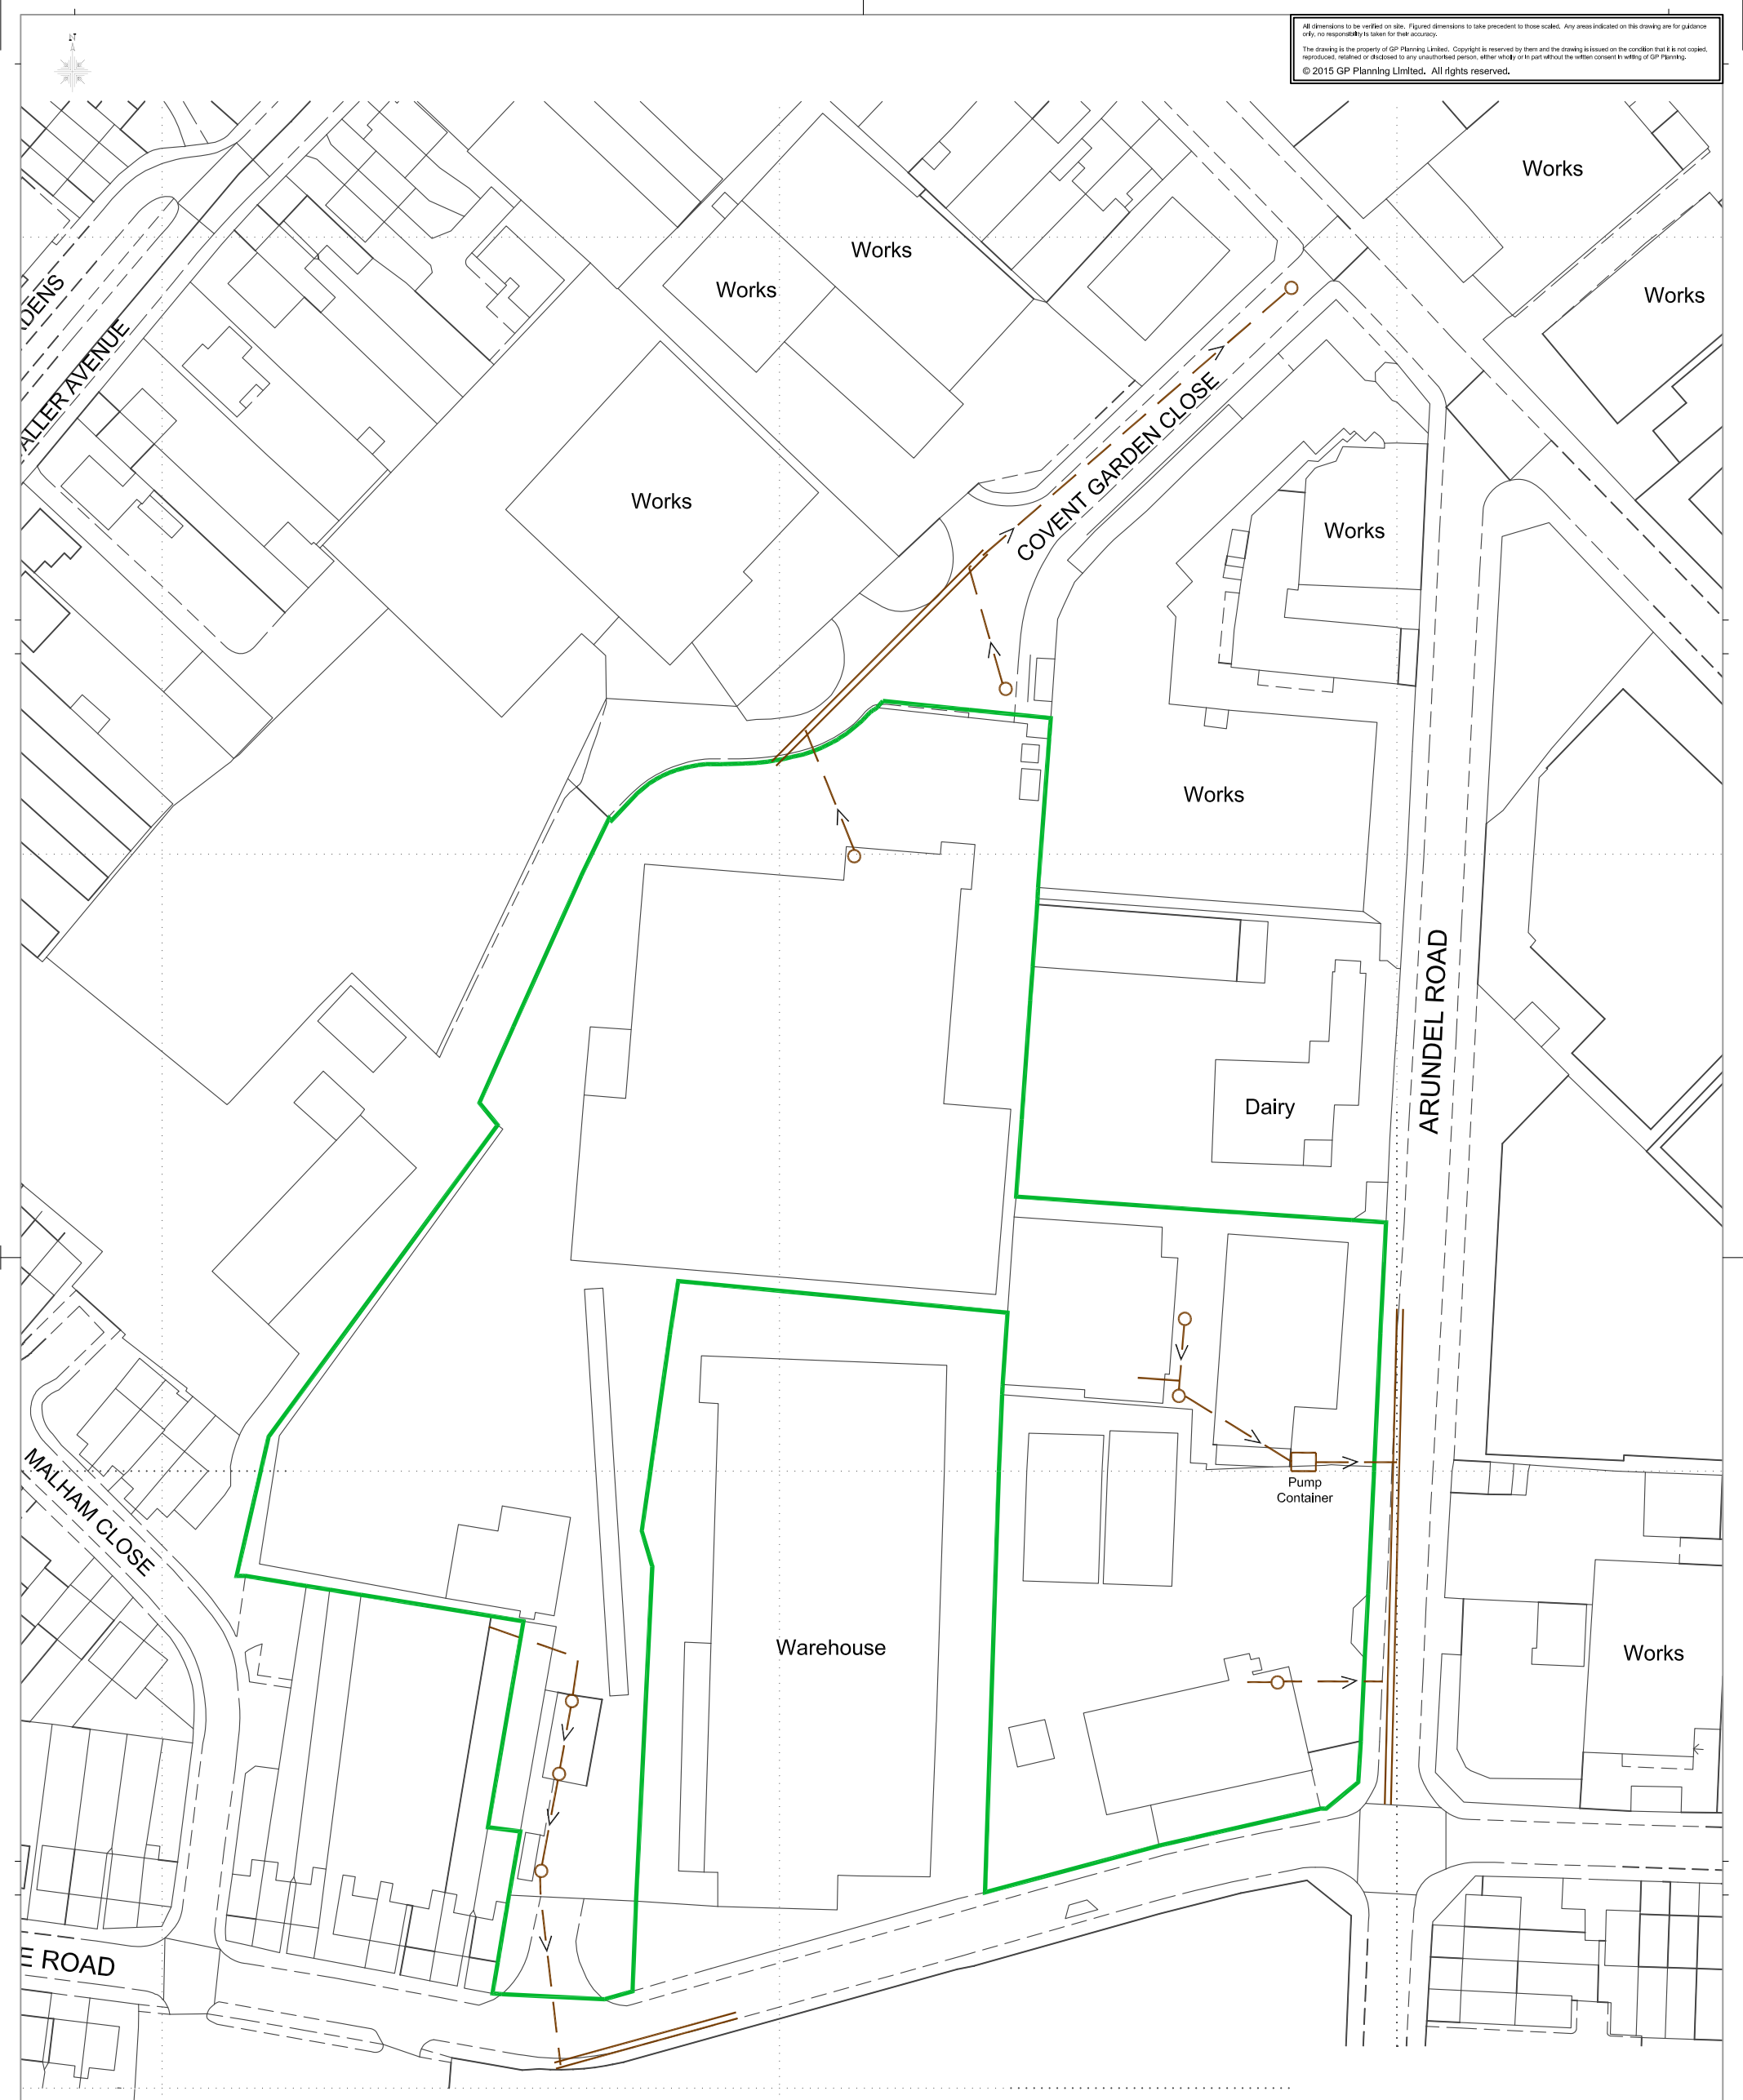 N
All dimensions to be verified on site. Figured dimensions to take precedent to those scaled. Any areas indicated on this drawing are for guidance
only, no responsibility is taken for their accuracy.
The drawing is the property of GP Planning Limited. Copyright is reserved by them and the drawing is issued on the condition that it is not copied,
reproduced, retained or disclosed to any unauthorised person, either wholly or in part without the written consent in writing of GP Planning.
© 2015 GP Planning Limited. All rights reserved.
Works
Works
Works
Works
DENS
ALLER AVENUE
COVENT GARDEN CLOSE
Works
Works
Works
ARUNDEL ROAD
Dairy
Pump
Container
MALHAM CLOSE
Warehouse
Works
E ROAD